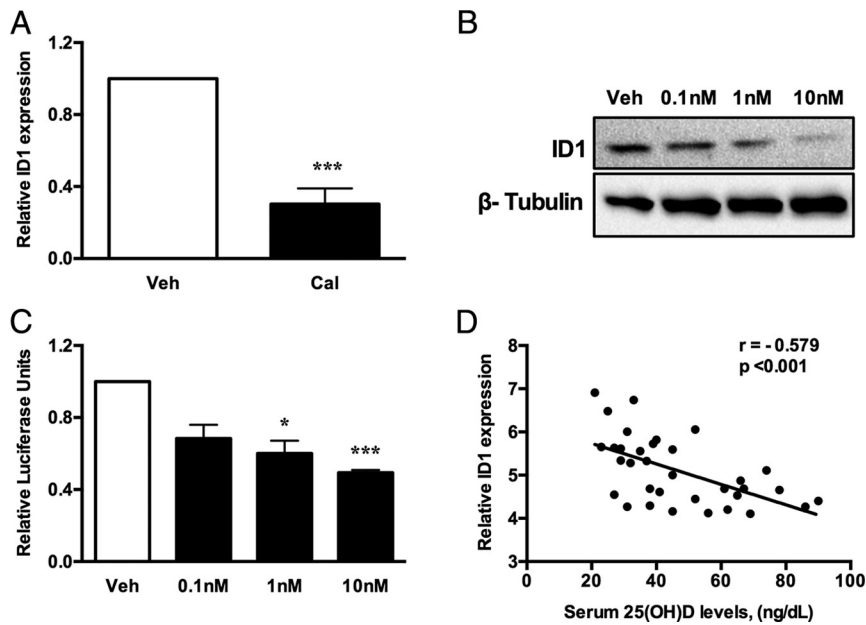 A
Relative ID1 expression
1.2
0.8
0.4
0.0
***
Veh Cal
B
Veh 0.1nM 1nM 10nM
ID1
β- Tubulin
C
Relative Luciferase Units
1.2
0.8
0.4
0.0
* ***
Veh 0.1nM 1nM 10nM
D
r = - 0.579
p <0.001
Relative ID1 expression
8
7
6
5
4
3
0 20 40 60 80 100
Serum 25(OH)D levels, (ng/dL)